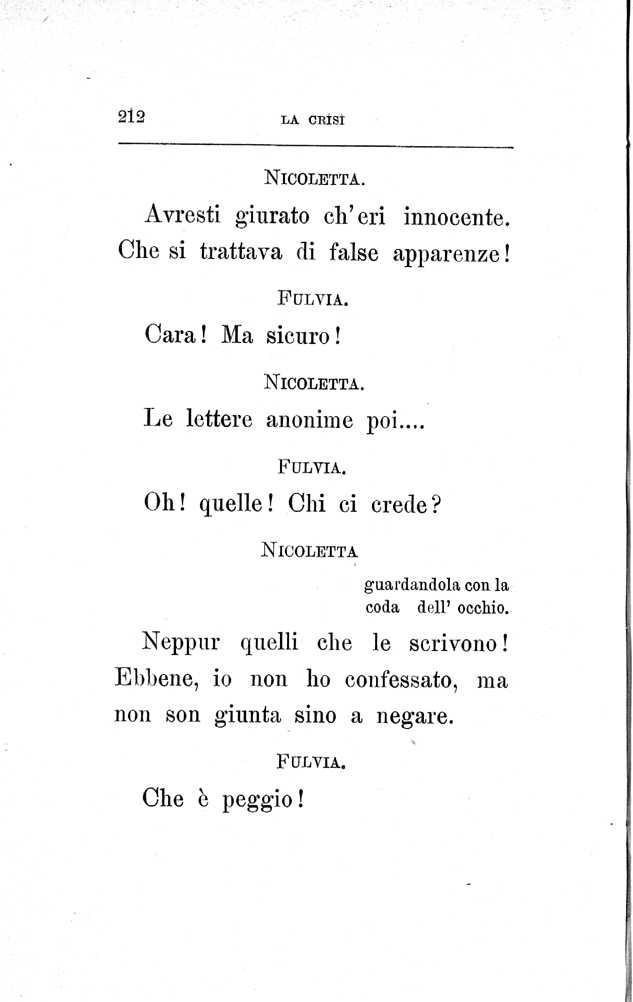 212
LA CRISI
NICOLETTA.
Avresti giurato ch' eri innocente.
Che si trattava di false apparenze!
FULVIA.
Cara! Ma sicuro!
NICOLETTA.
Le lettere anonime poi....
FULVIA.
Oh! quelle! Chi ci crede?
NICOLETTA
guardandola con la
coda dell' occhio.
Neppur quelli che le scrivono!
Ebbene, io non ho confessato, ma
non son giunta sino a negare.
FULVIA.
Che è peggio!